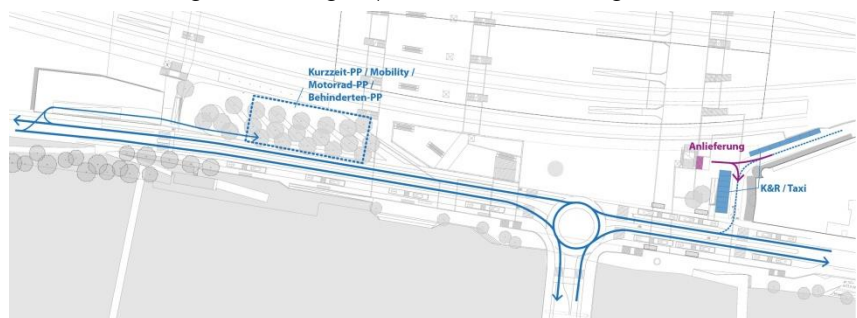 Kurzzeit-PP / Mobility /
Motorrad-PP /
Behinderten-PP
Anlieferung
K&R / Taxi